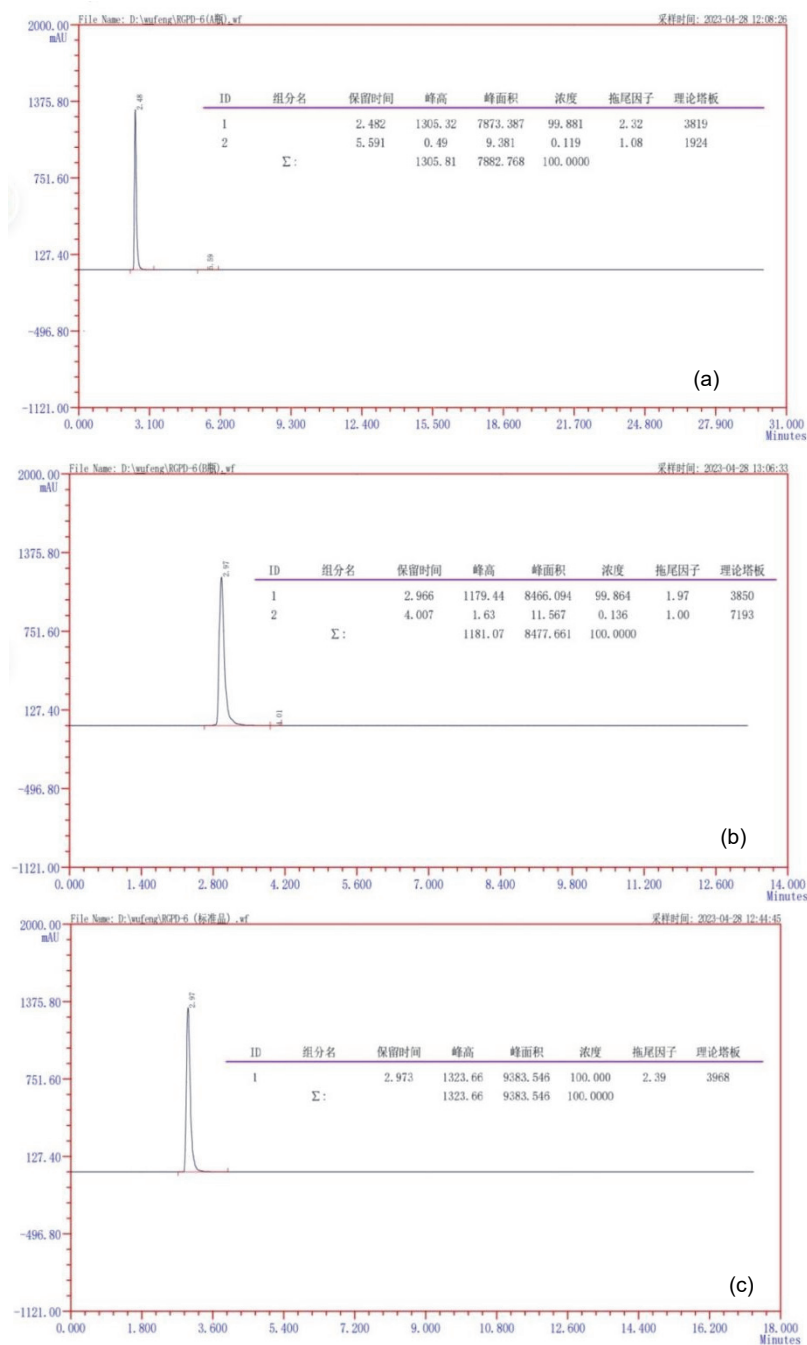 File Name: D:\wufeng\RGPD-6(A瓶).wf 采样时间: 2023-04-28 12:08:26
2000.00
mAU
1375.80
751.60
127.40
-496.80
-1121.00
2.48
5.59
ID 组分名 保留时间 峰高 峰面积 浓度 拖尾因子 理论塔板
1 2.482 1305.32 7873.387 99.881 2.32 3819
2 5.591 0.49 9.381 0.119 1.08 1924
Σ: 1305.81 7882.768 100.0000
(a)
0.000 3.100 6.200 9.300 12.400 15.500 18.600 21.700 24.800 27.900 31.000
Minutes
File Name: D:\wufeng\RGPD-6(B瓶).wf 采样时间: 2023-04-28 13:06:33
2000.00
mAU
1375.80
751.60
127.40
-496.80
-1121.00
2.97
4.01
ID 组分名 保留时间 峰高 峰面积 浓度 拖尾因子 理论塔板
1 2.966 1179.44 8466.094 99.864 1.97 3850
2 4.007 1.63 11.567 0.136 1.00 7193
Σ: 1181.07 8477.661 100.0000
(b)
0.000 1.400 2.800 4.200 5.600 7.000 8.400 9.800 11.200 12.600 14.000
Minutes
File Name: D:\wufeng\RGPD-6 (标准品) .wf 采样时间: 2023-04-28 12:44:45
2000.00
mAU
1375.80
751.60
127.40
-496.80
-1121.00
2.97
ID 组分名 保留时间 峰高 峰面积 浓度 拖尾因子 理论塔板
1 2.973 1323.66 9383.546 100.000 2.39 3968
Σ: 1323.66 9383.546 100.0000
(c)
0.000 1.800 3.600 5.400 7.200 9.000 10.800 12.600 14.400 16.200 18.000
Minutes